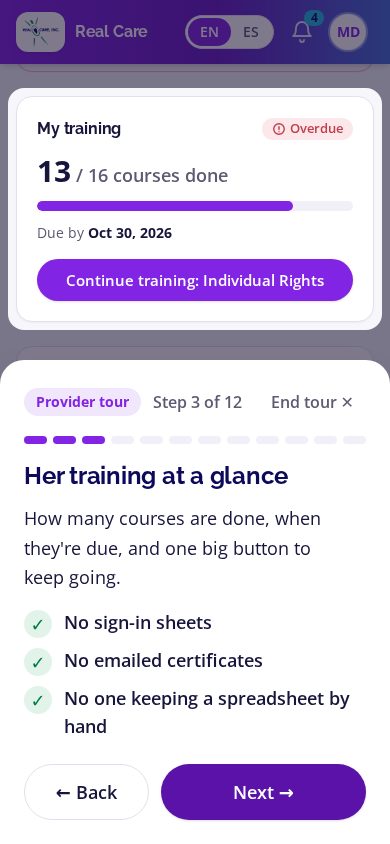 REAL CARE, INC.
Real Care
EN
ES
4
MD
My training
Overdue
13 / 16 courses done
Due by Oct 30, 2026
Continue training: Individual Rights
Provider tour
Step 3 of 12
End tour ✕
Her training at a glance
How many courses are done, when
they're due, and one big button to
keep going.
✓ No sign-in sheets
✓ No emailed certificates
✓ No one keeping a spreadsheet by
hand
← Back
Next →